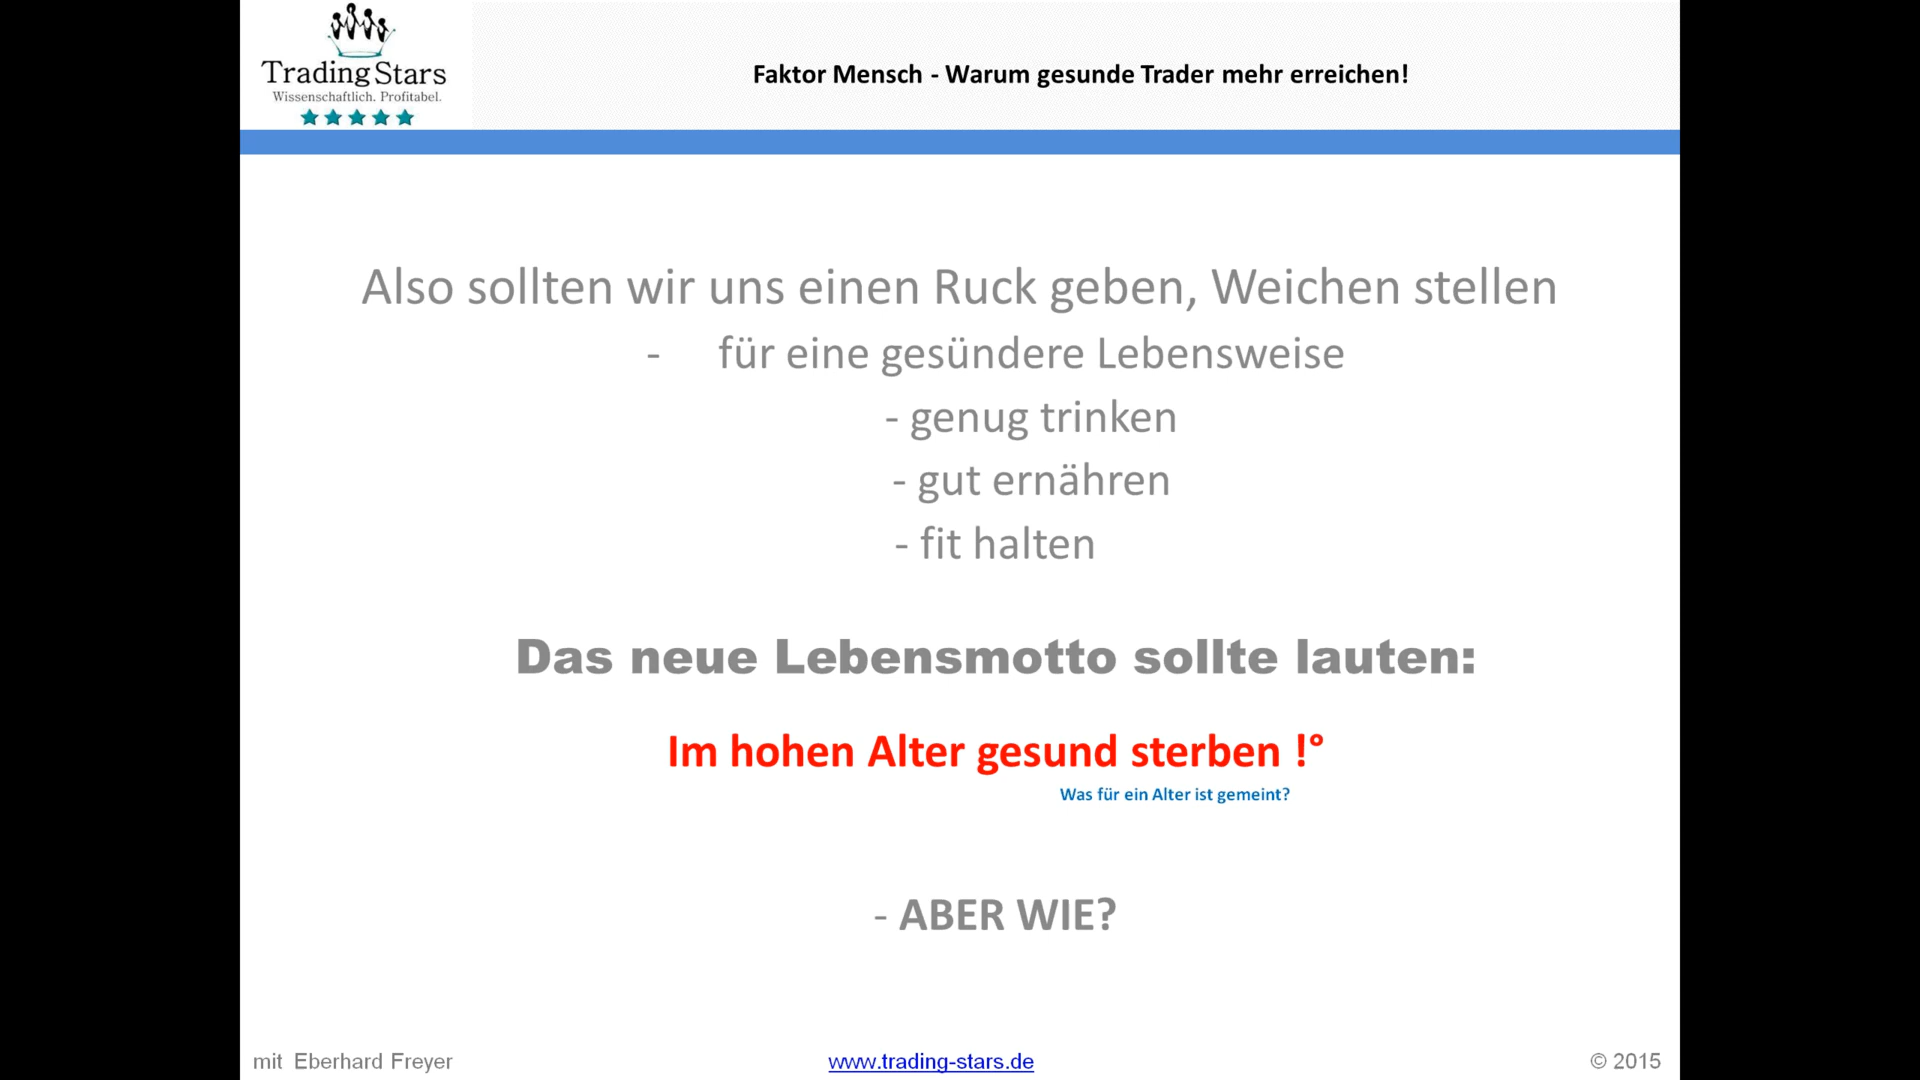 Trading Stars
Wissenschaftlich. Profitabel.
Faktor Mensch - Warum gesunde Trader mehr erreichen!
Also sollten wir uns einen Ruck geben, Weichen stellen
- für eine gesündere Lebensweise
- genug trinken
- gut ernähren
- fit halten
Das neue Lebensmotto sollte lauten:
Im hohen Alter gesund sterben !°
Was für ein Alter ist gemeint?
- ABER WIE?
mit Eberhard Freyer
www.trading-stars.de
© 2015